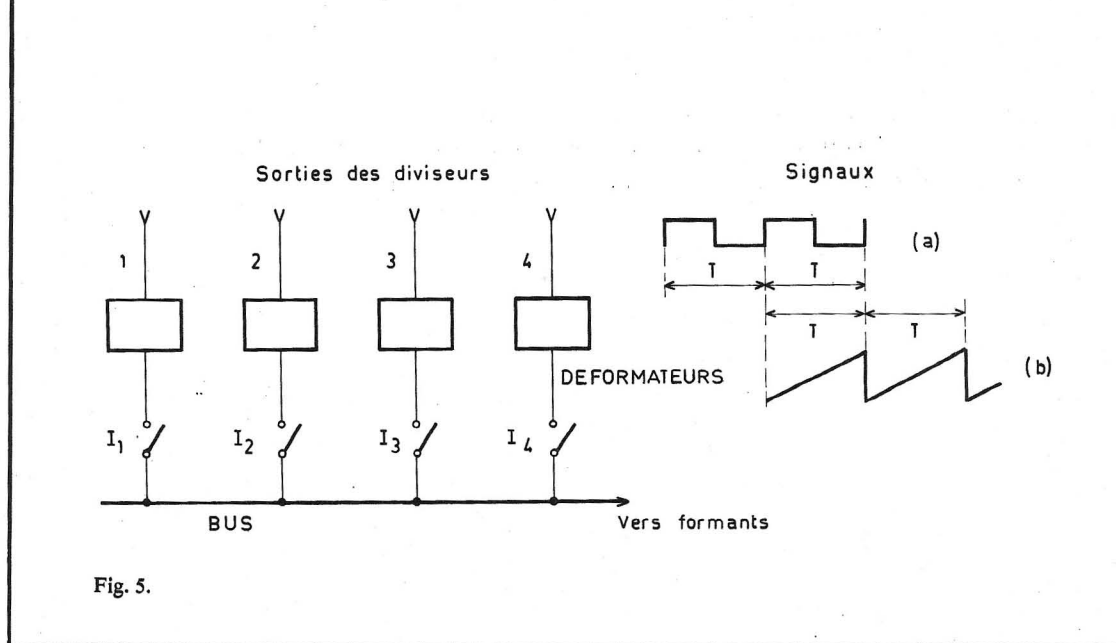 Sorties des diviseurs
Signaux
1 2 3 4
(a)
T T
T T
(b)
DEFORMATEURS
I1 I2 I3 I4
BUS
Vers formants
Fig. 5.